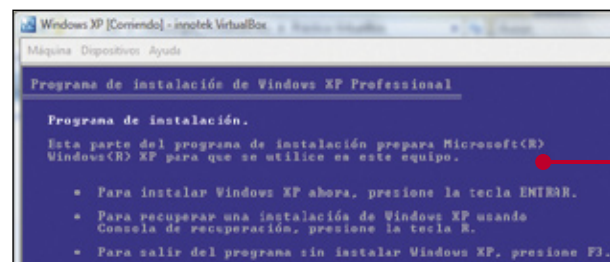 Windows XP [Corriendo] - innotek VirtualBox
Máquina Dispositivos Ayuda
Programa de instalación de Windows XP Professional
Programa de instalación.
Esta parte del programa de instalación prepara Microsoft(R)
Windows(R) XP para que se utilice en este equipo.
• Para instalar Windows XP ahora, presione la tecla ENTRAR.
• Para recuperar una instalación de Windows XP usando
Consola de recuperación, presione la tecla R.
• Para salir del programa sin instalar Windows XP, presione F3.